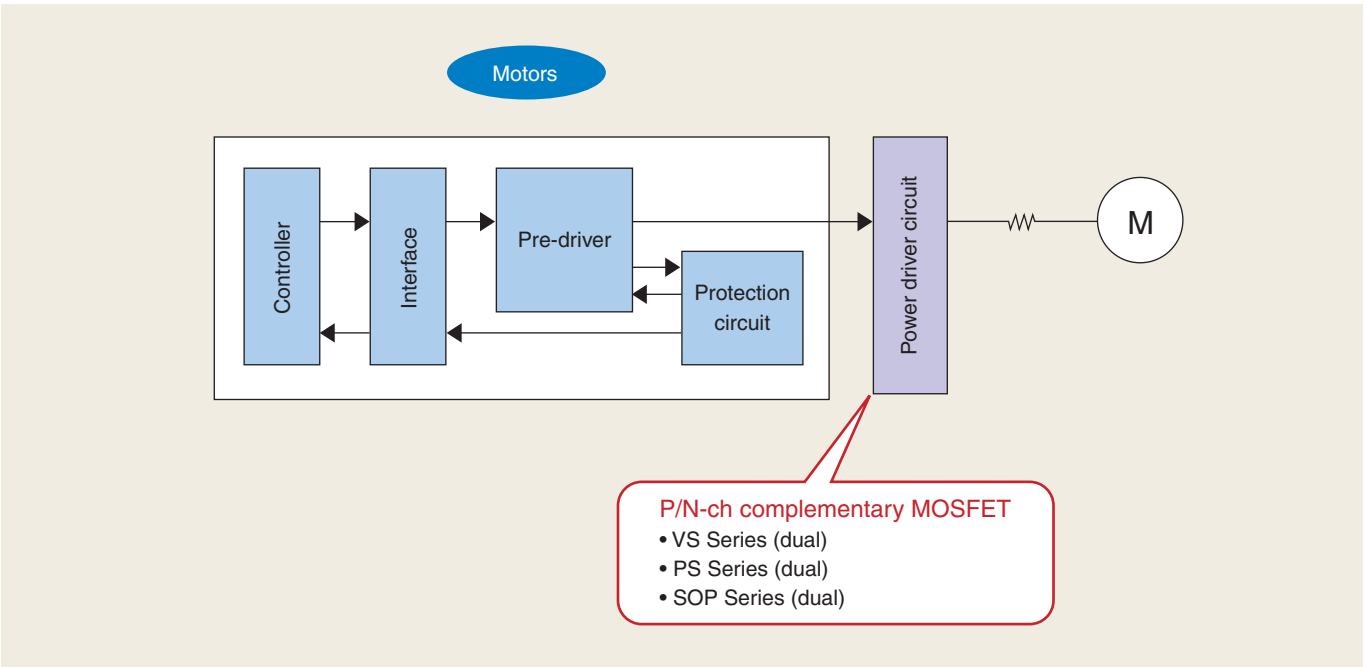 Motors
Controller
Interface
Pre-driver
Protection
circuit
Power driver circuit
M
P/N-ch complementary MOSFET
• VS Series (dual)
• PS Series (dual)
• SOP Series (dual)